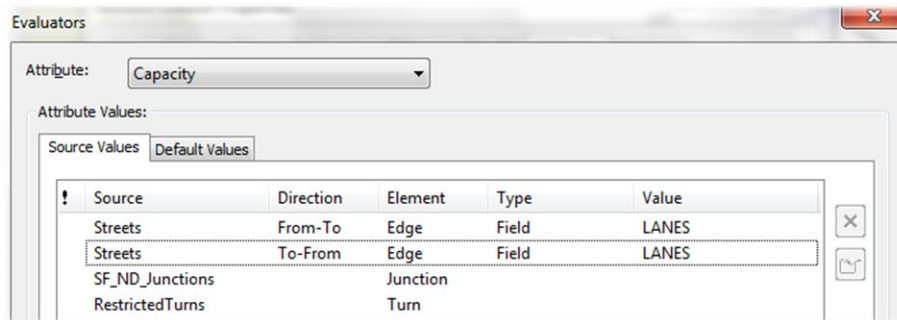 Evaluators
Attribute: Capacity
Attribute Values:
Source Values Default Values
! Source Direction Element Type Value
Streets From-To Edge Field LANES
Streets To-From Edge Field LANES
SF_ND_Junctions Junction
RestrictedTurns Turn